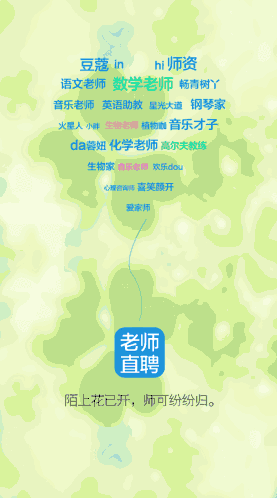 豆蔻 in hi 师资
语文老师 数学老师 畅青树丫
音乐老师 英语助教 星光大道 钢琴家
火星人 小胖 生物老师 植物咖 音乐才子
da蓉妞 化学老师 高尔夫教练
生物家 音乐老师 欢乐dou
心理咨询师 喜笑颜开
爱家师
老师
直聘
陌上花已开，师可纷纷归。